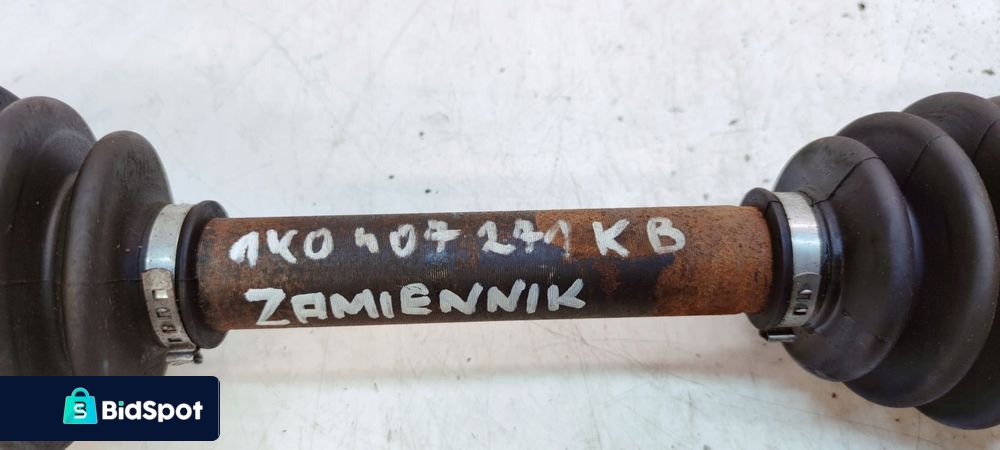 1K0 407 271 KB
ZAMIENNIK
BidSpot